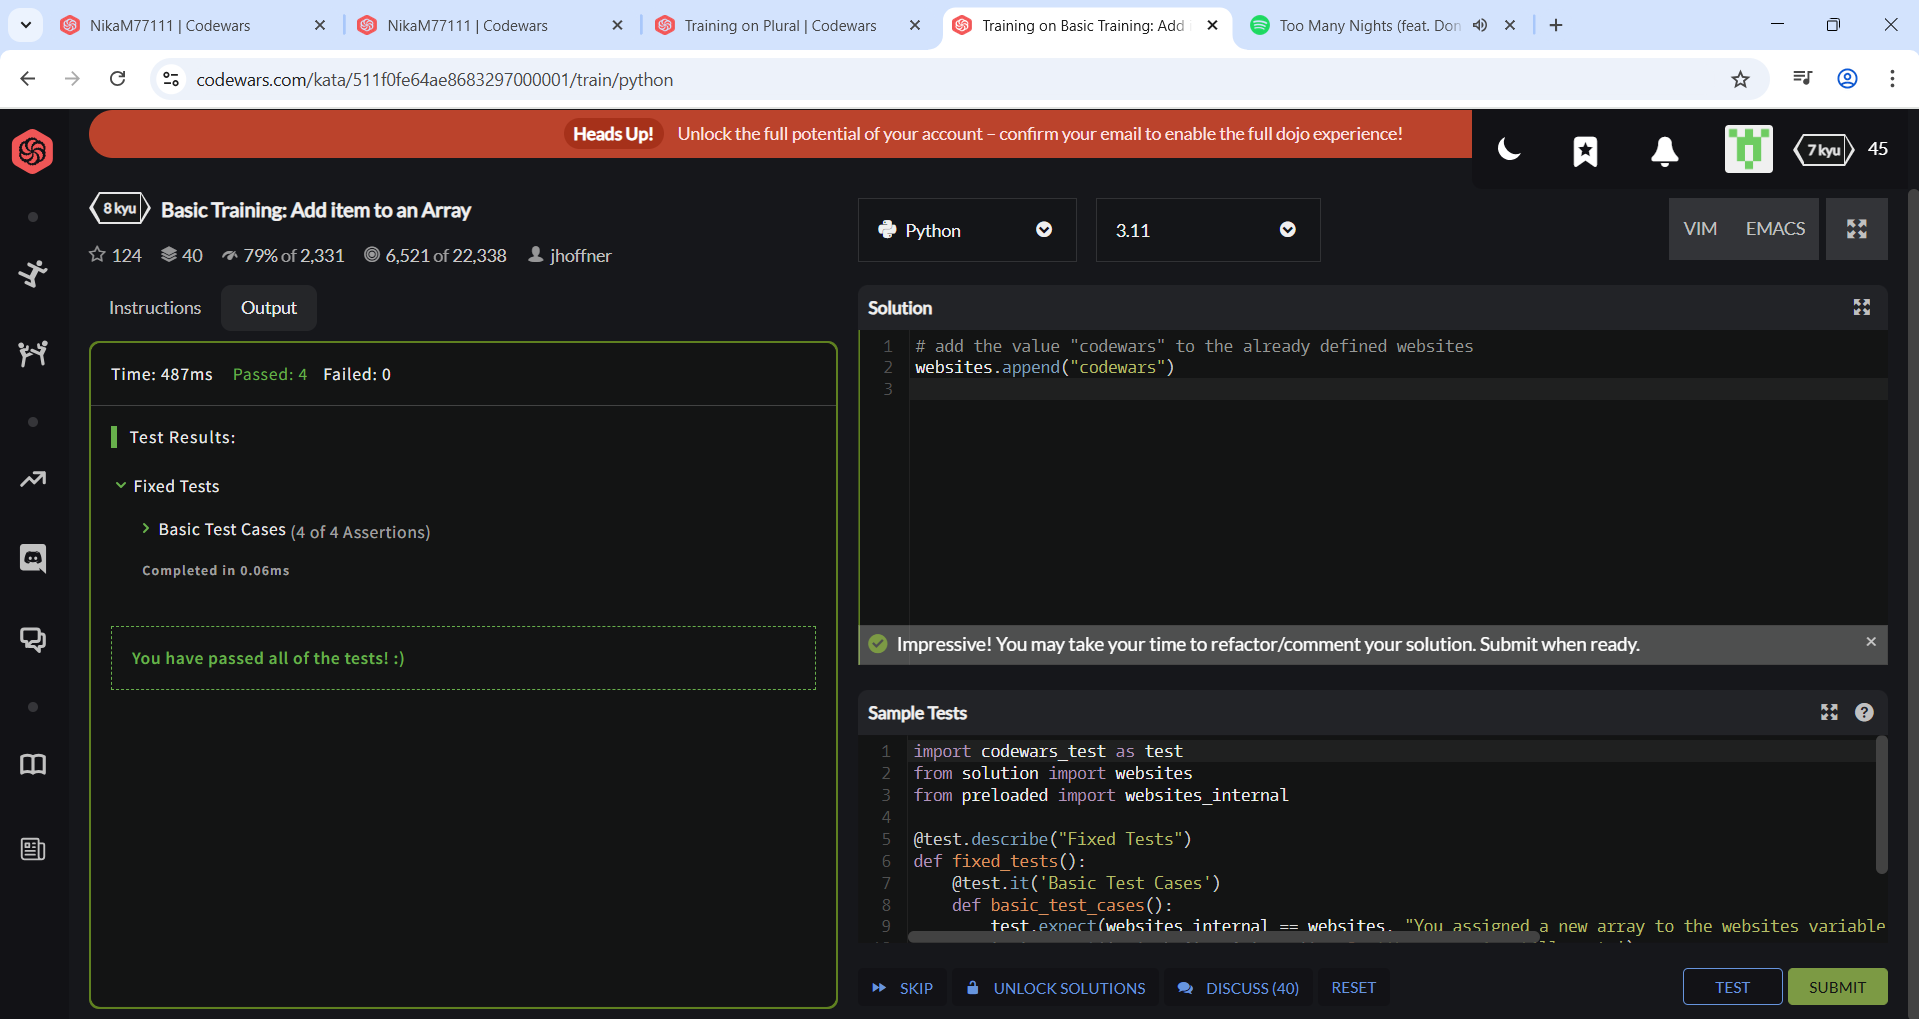 NikaM77111 | Codewars
NikaM77111 | Codewars
Training on Plural | Codewars
Training on Basic Training: Add
Too Many Nights (feat. Don
codewars.com/kata/511f0fe64ae8683297000001/train/python
Heads Up! Unlock the full potential of your account – confirm your email to enable the full dojo experience!
7 kyu 45
8 kyu Basic Training: Add item to an Array
124 40 79% of 2,331 6,521 of 22,338 jhoffner
Python
3.11
VIM EMACS
Instructions Output
Time: 487ms Passed: 4 Failed: 0
Test Results:
Fixed Tests
Basic Test Cases (4 of 4 Assertions)
Completed in 0.06ms
You have passed all of the tests! :)
Solution
1 # add the value "codewars" to the already defined websites
2 websites.append("codewars")
3
Impressive! You may take your time to refactor/comment your solution. Submit when ready.
Sample Tests
1 import codewars_test as test
2 from solution import websites
3 from preloaded import websites_internal
4
5 @test.describe("Fixed Tests")
6 def fixed_tests():
7 @test.it('Basic Test Cases')
8 def basic_test_cases():
9 test.expect(websites_internal == websites, "You assigned a new array to the websites variable
SKIP UNLOCK SOLUTIONS DISCUSS (40) RESET TEST SUBMIT